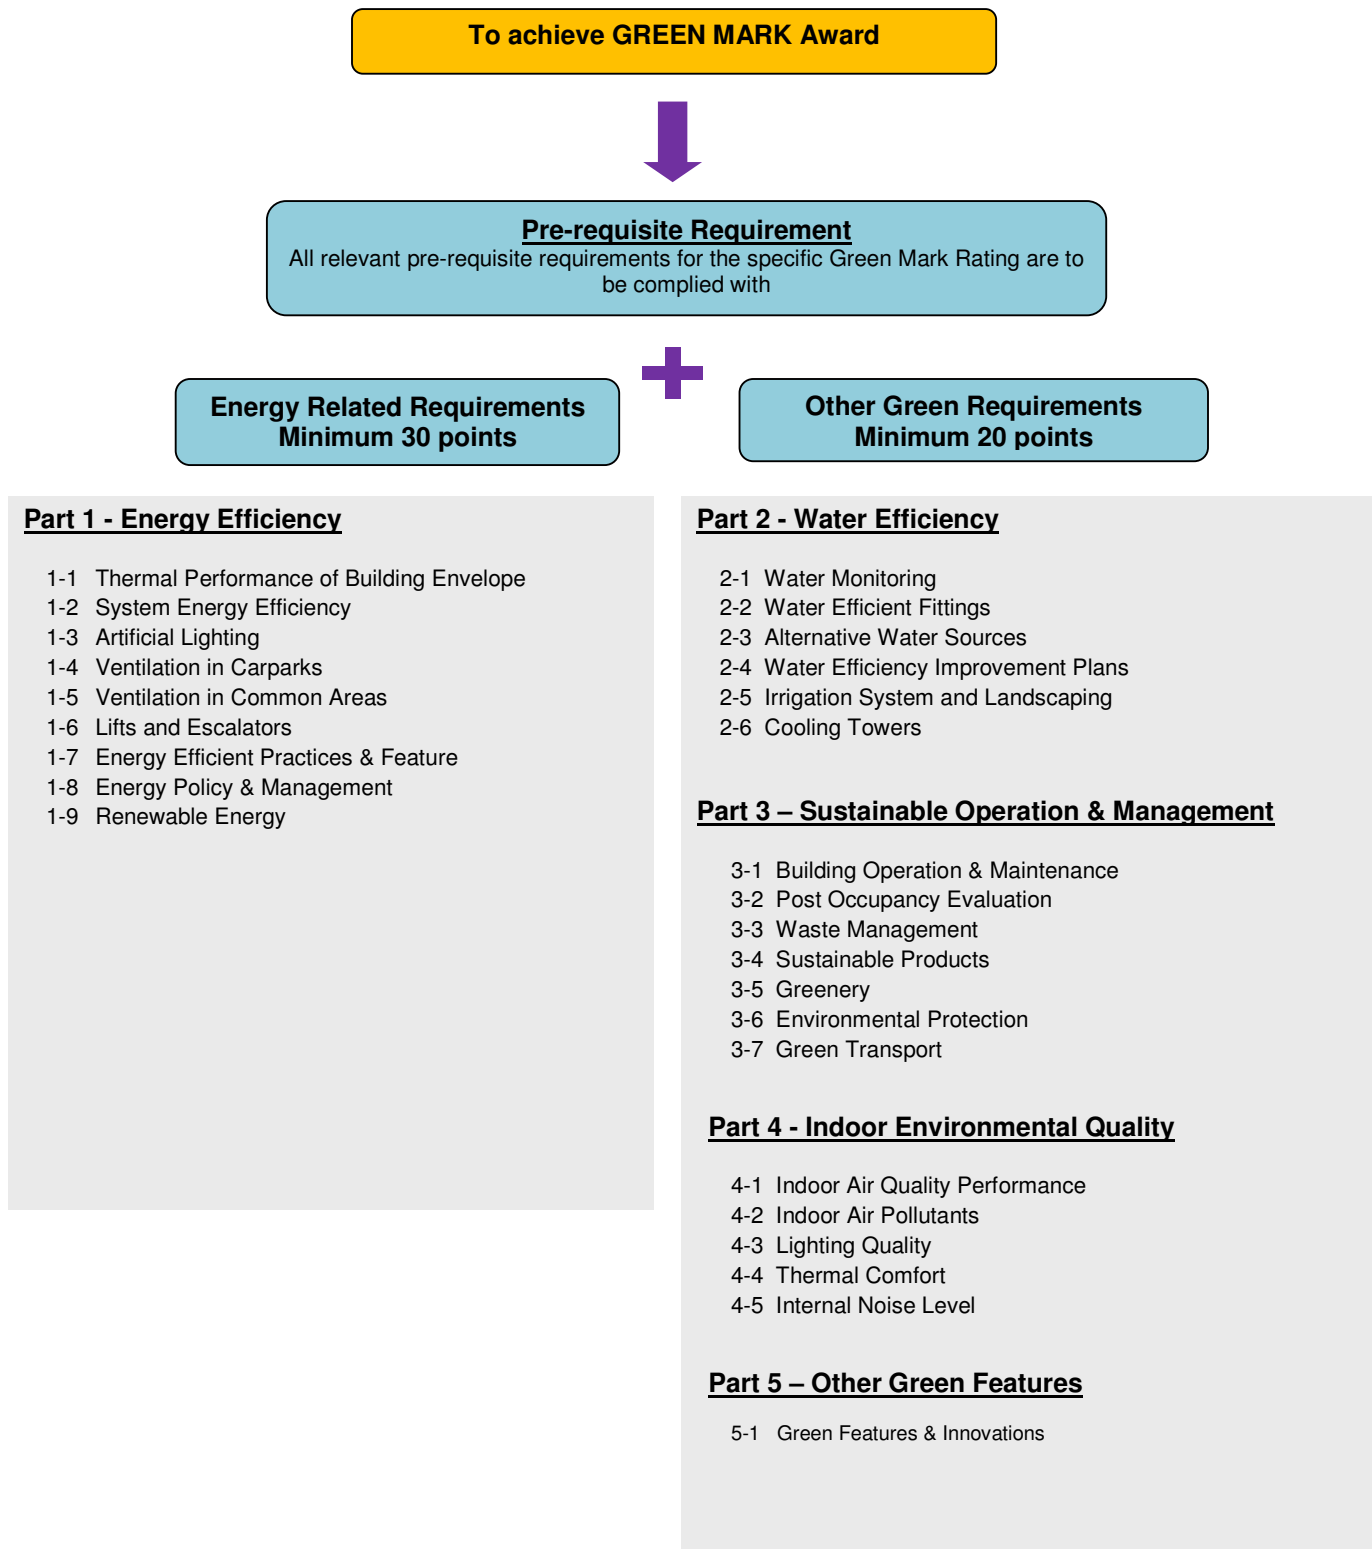 To achieve GREEN MARK Award
Pre-requisite Requirement
All relevant pre-requisite requirements for the specific Green Mark Rating are to
be complied with
Energy Related Requirements
Minimum 30 points
Other Green Requirements
Minimum 20 points
Part 1 - Energy Efficiency
1-1 Thermal Performance of Building Envelope
1-2 System Energy Efficiency
1-3 Artificial Lighting
1-4 Ventilation in Carparks
1-5 Ventilation in Common Areas
1-6 Lifts and Escalators
1-7 Energy Efficient Practices & Feature
1-8 Energy Policy & Management
1-9 Renewable Energy
Part 2 - Water Efficiency
2-1 Water Monitoring
2-2 Water Efficient Fittings
2-3 Alternative Water Sources
2-4 Water Efficiency Improvement Plans
2-5 Irrigation System and Landscaping
2-6 Cooling Towers
Part 3 – Sustainable Operation & Management
3-1 Building Operation & Maintenance
3-2 Post Occupancy Evaluation
3-3 Waste Management
3-4 Sustainable Products
3-5 Greenery
3-6 Environmental Protection
3-7 Green Transport
Part 4 - Indoor Environmental Quality
4-1 Indoor Air Quality Performance
4-2 Indoor Air Pollutants
4-3 Lighting Quality
4-4 Thermal Comfort
4-5 Internal Noise Level
Part 5 – Other Green Features
5-1 Green Features & Innovations